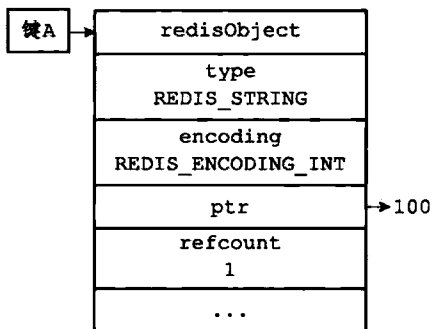 键A
redisObject
type
REDIS_STRING
encoding
REDIS_ENCODING_INT
ptr
100
refcount
1
...